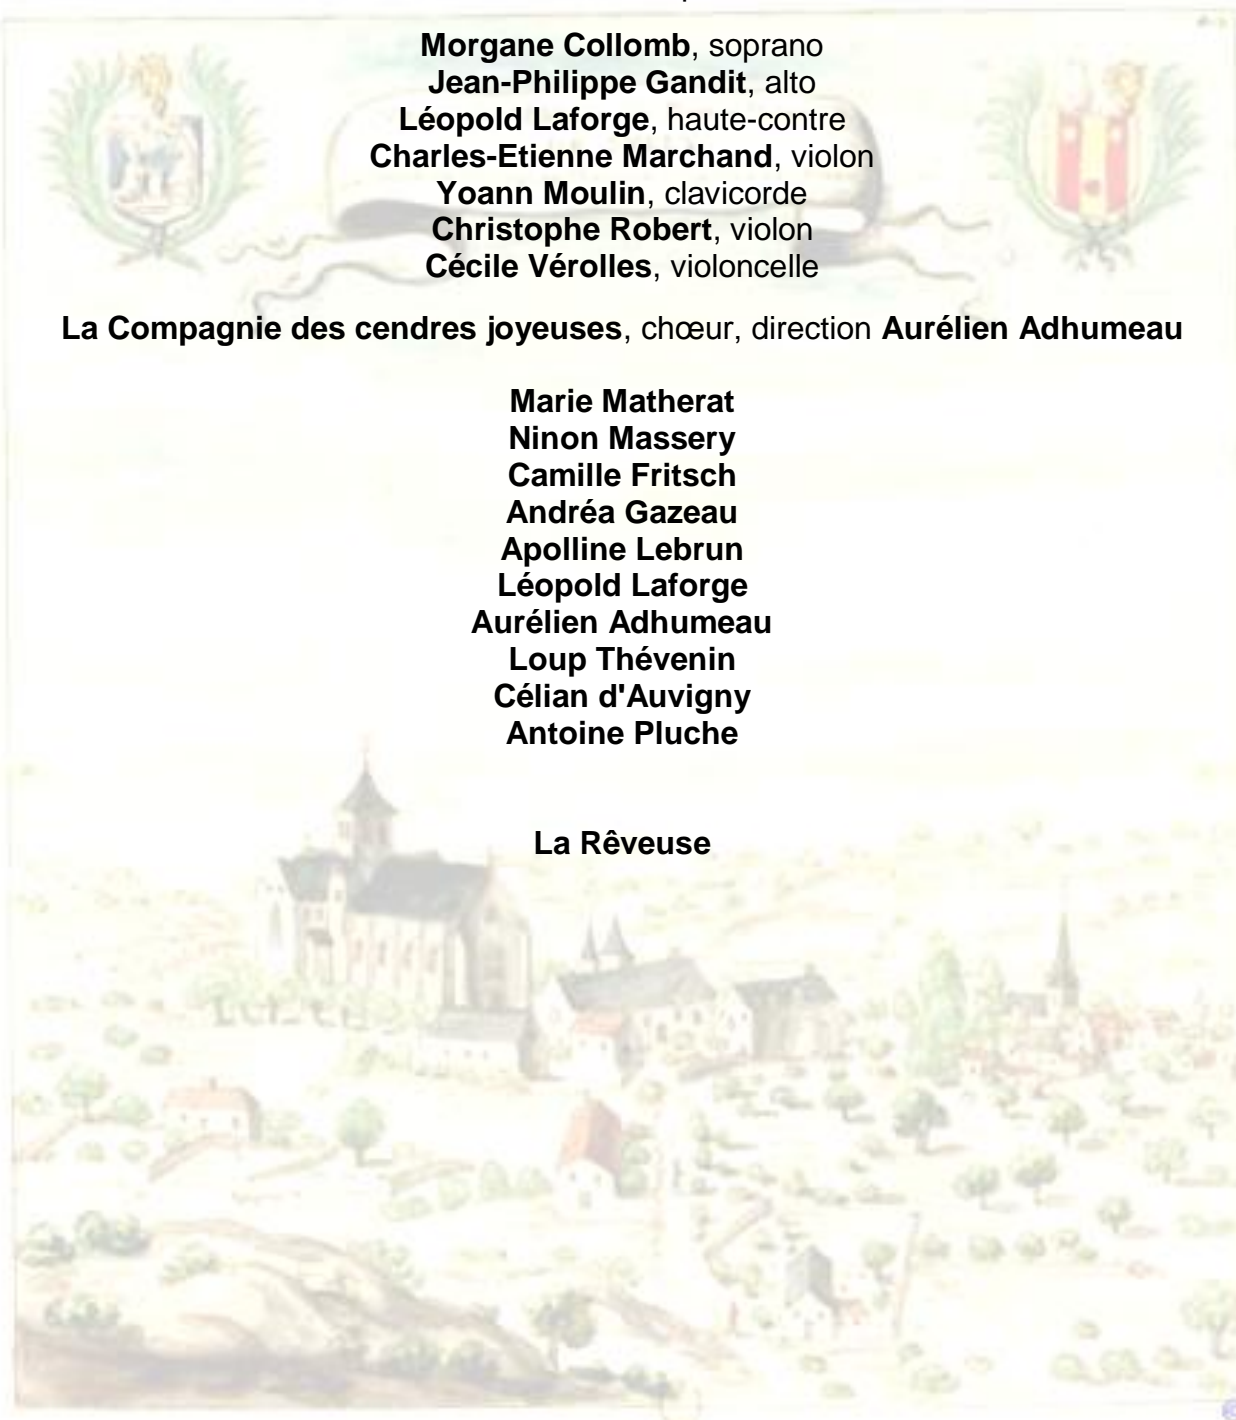 Morgane Collomb, soprano
Jean-Philippe Gandit, alto
Léopold Laforge, haute-contre
Charles-Etienne Marchand, violon
Yoann Moulin, clavicorde
Christophe Robert, violon
Cécile Vérolles, violoncelle
La Compagnie des cendres joyeuses, chœur, direction Aurélien Adhumeau
Marie Matherat
Ninon Massery
Camille Fritsch
Andréa Gazeau
Apolline Lebrun
Léopold Laforge
Aurélien Adhumeau
Loup Thévenin
Célian d'Auvigny
Antoine Pluche
La Rêveuse